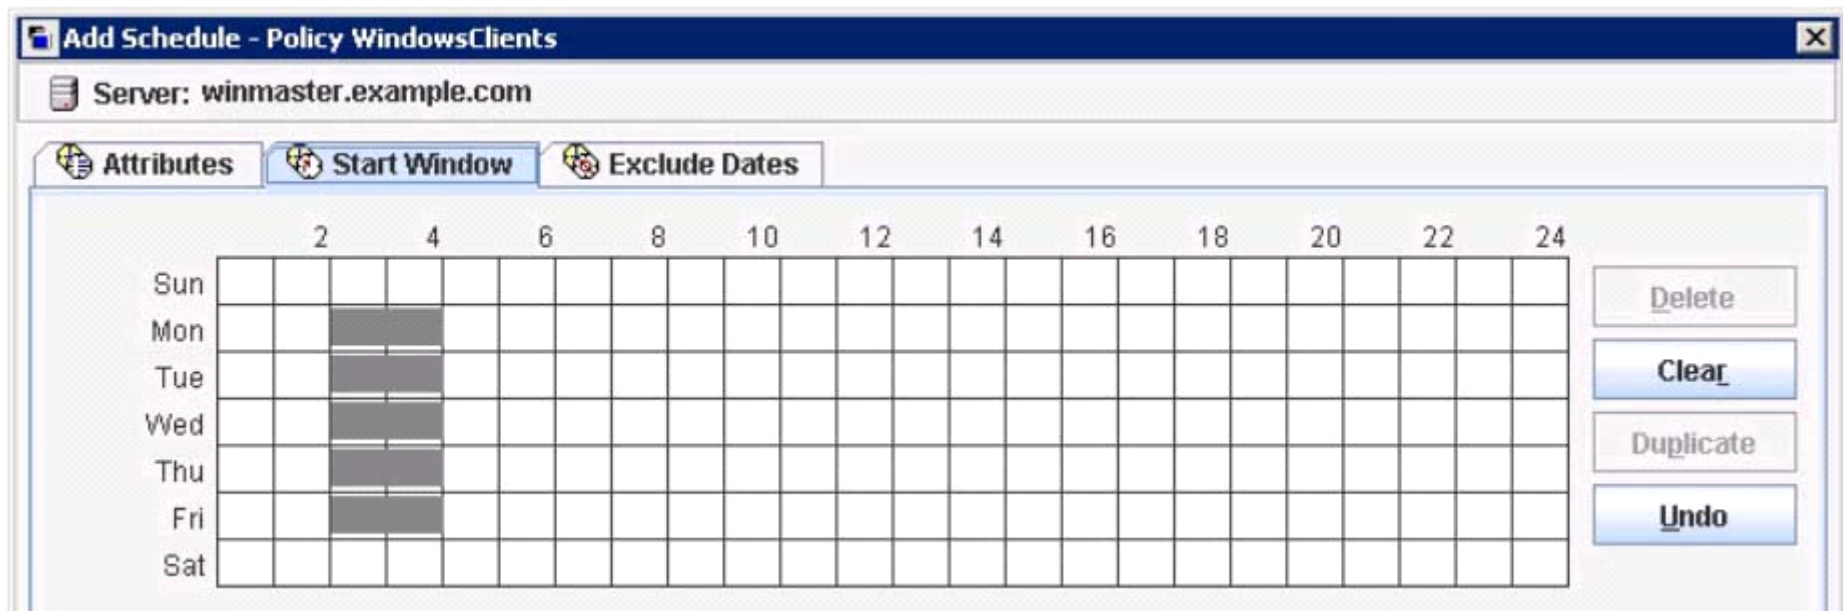 Add Schedule - Policy WindowsClients
Server: winmaster.example.com
Attributes Start Window Exclude Dates
2 4 6 8 10 12 14 16 18 20 22 24
Sun
Mon
Tue
Wed
Thu
Fri
Sat
Delete
Clear
Duplicate
Undo